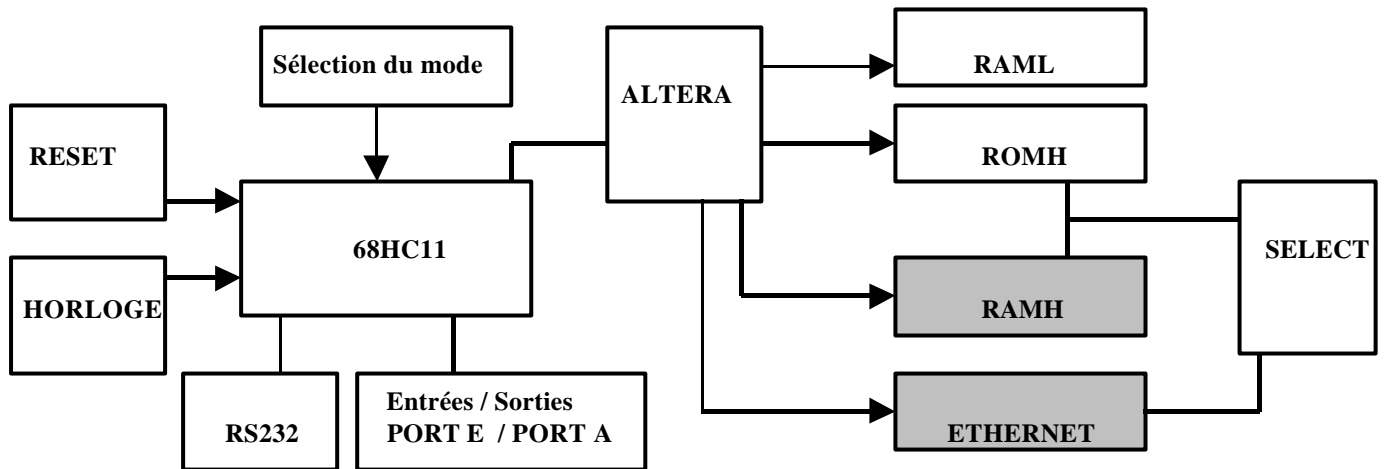 Sélection du mode
ALTERA
RAML
RESET
ROMH
68HC11
SELECT
HORLOGE
RAMH
RS232
Entrées / Sorties
PORT E / PORT A
ETHERNET